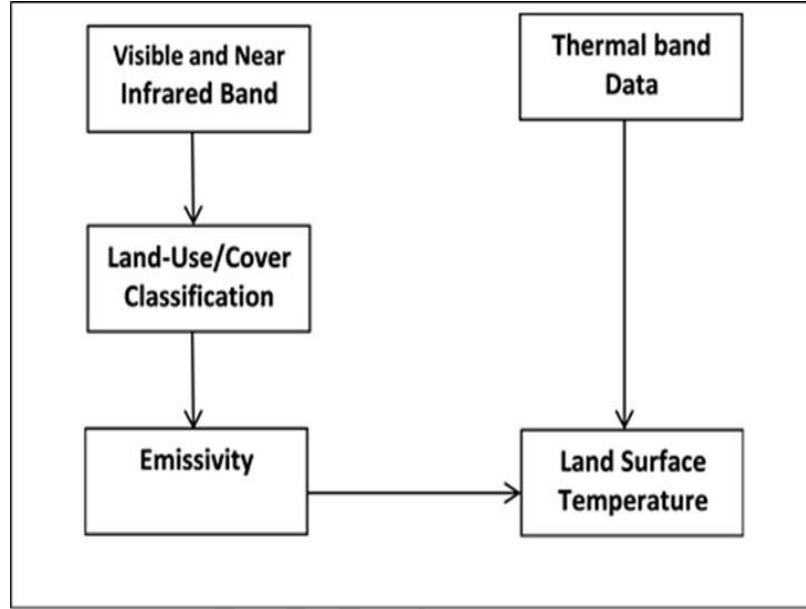 Visible and Near
Infrared Band
Thermal band
Data
Land-Use/Cover
Classification
Emissivity
Land Surface
Temperature